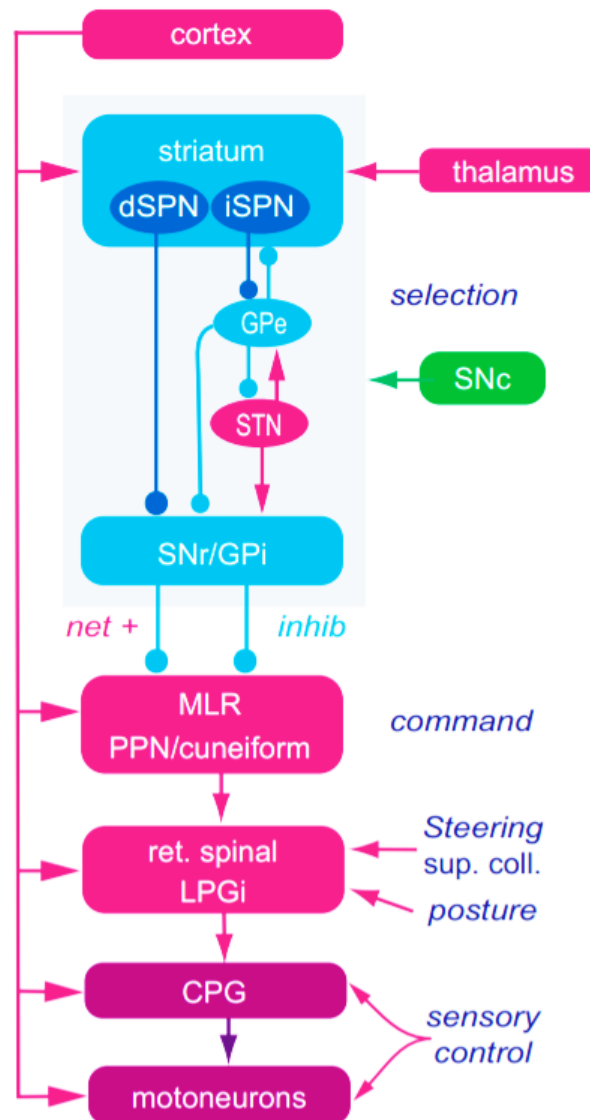 cortex
striatum
thalamus
dSPN
iSPN
selection
GPe
SNc
STN
SNr/GPi
net +
inhib
MLR
PPN/cuneiform
command
ret. spinal
LPGi
Steering
sup. coll.
posture
CPG
sensory
control
motoneurons